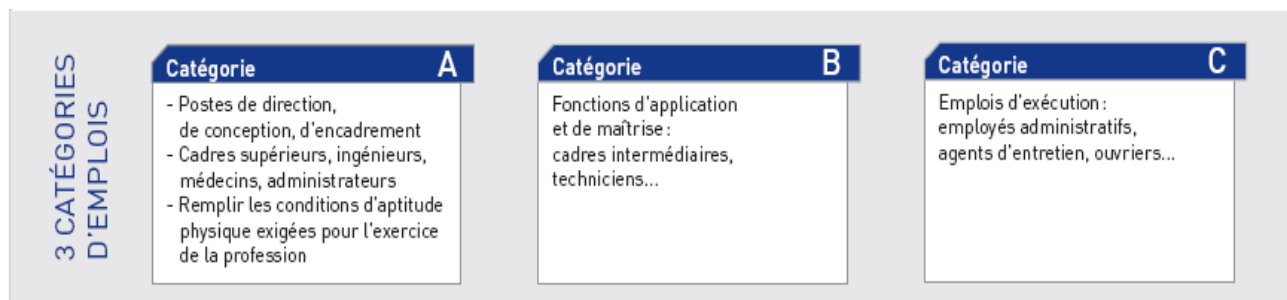 3 CATÉGORIES
D'EMPLOIS
Catégorie A
- Postes de direction,
de conception, d'encadrement
- Cadres supérieurs, ingénieurs,
médecins, administrateurs
- Remplir les conditions d'aptitude
physique exigées pour l'exercice
de la profession
Catégorie B
Fonctions d'application
et de maîtrise :
cadres intermédiaires,
techniciens...
Catégorie C
Emplois d'exécution :
employés administratifs,
agents d'entretien, ouvriers...